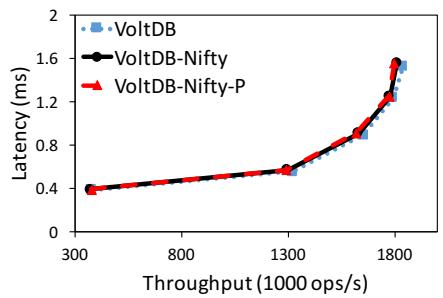 2
1.6
1.2
0.8
0.4
0
Latency (ms)
VoltDB
VoltDB-Nifty
VoltDB-Nifty-P
300 800 1300 1800
Throughput (1000 ops/s)